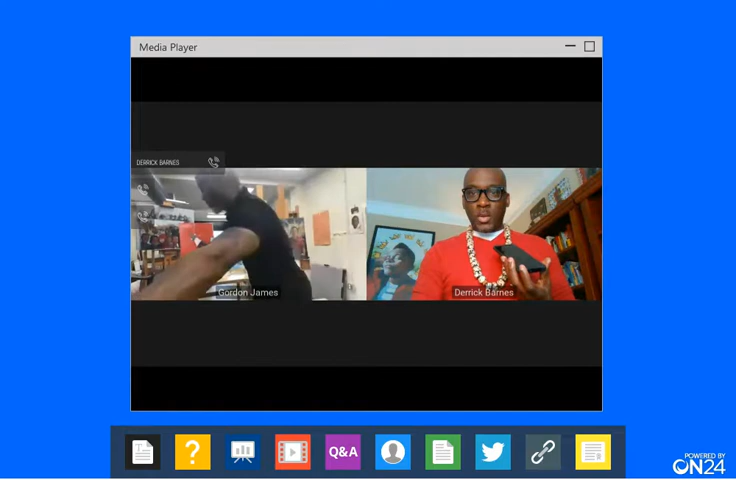 Media Player
DERRICK BARNES
Gordon James
Derrick Barnes
?
Q&A
POWERED BY
ON24